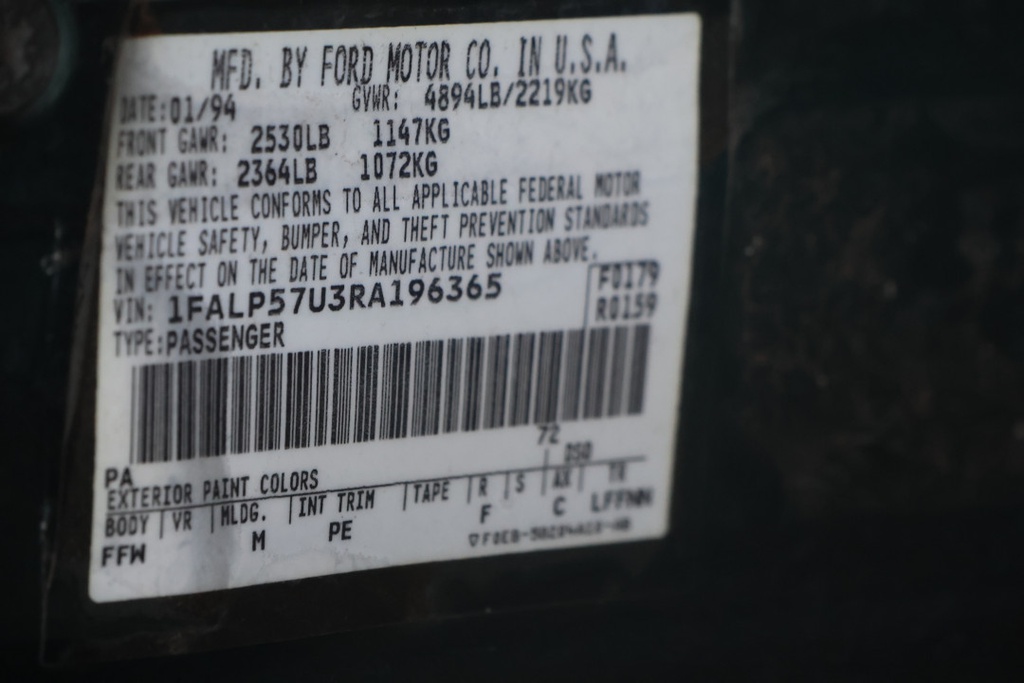 MFD. BY FORD MOTOR CO. IN U.S.A.
DATE:01/94 GVWR: 4894LB/2219KG
FRONT GAWR: 2530LB 1147KG
REAR GAWR: 2364LB 1072KG
THIS VEHICLE CONFORMS TO ALL APPLICABLE FEDERAL MOTOR
VEHICLE SAFETY, BUMPER, AND THEFT PREVENTION STANDARDS
IN EFFECT ON THE DATE OF MANUFACTURE SHOWN ABOVE.
VIN: 1FALP57U3RA196365 F0179
TYPE:PASSENGER R0159
72
PA DSO
EXTERIOR PAINT COLORS
BODY VR MLDG. INT TRIM TAPE R S AX TR
FFW M PE F C LFFNN